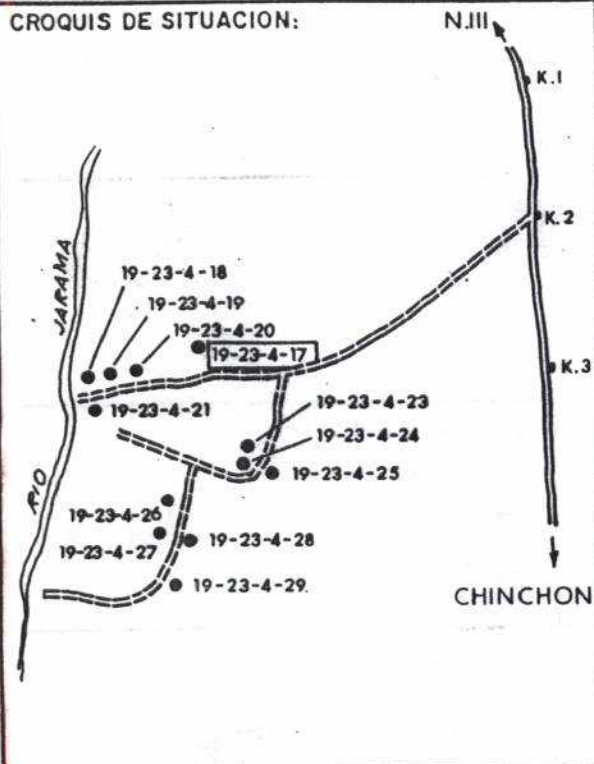 CROQUIS DE SITUACION:
N.III
K.1
K.2
K.3
CHINCHON
RIO JARAMA
19-23-4-18
19-23-4-19
19-23-4-20
19-23-4-17
19-23-4-21
19-23-4-23
19-23-4-24
19-23-4-25
19-23-4-26
19-23-4-27
19-23-4-28
19-23-4-29.